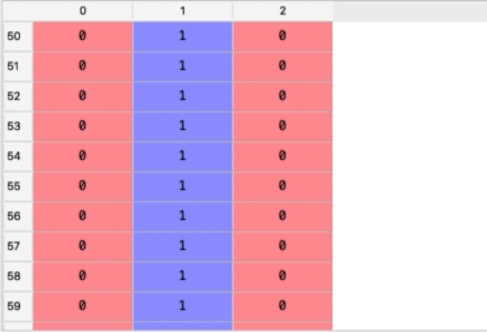 0 1 2
50 0 1 0
51 0 1 0
52 0 1 0
53 0 1 0
54 0 1 0
55 0 1 0
56 0 1 0
57 0 1 0
58 0 1 0
59 0 1 0